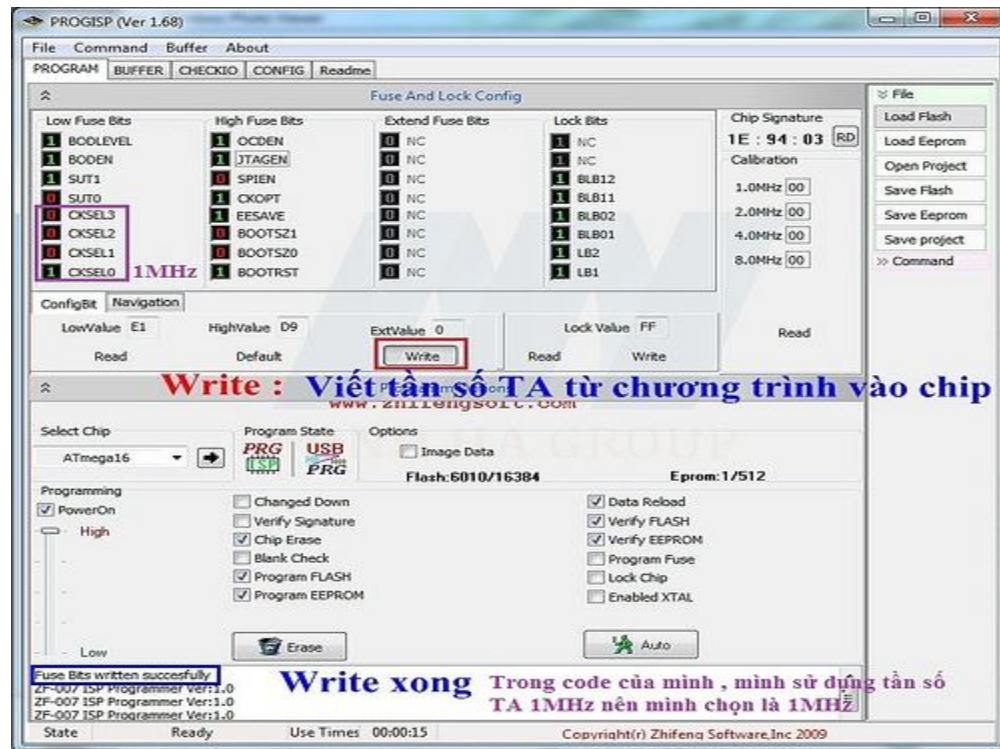 PROGISP (Ver 1.68)
File Command Buffer About
PROGRAM BUFFER CHECKIO CONFIG Readme
Fuse And Lock Config
Low Fuse Bits High Fuse Bits Extend Fuse Bits Lock Bits Chip Signature
1 BODLEVEL 1 OCDEN 0 NC 1 NC 1E : 94 : 03 RD
1 BODEN 1 JTAGEN 0 NC 1 NC Calibration
1 SUT1 0 SPIEN 0 NC 1 BLB12
0 SUT0 1 CKOPT 0 NC 1 BLB11 1.0MHz 00
0 CKSEL3 1 EESAVE 0 NC 1 BLB02 2.0MHz 00
0 CKSEL2 0 BOOTSZ1 0 NC 1 BLB01 4.0MHz 00
0 CKSEL1 0 BOOTSZ0 0 NC 1 LB2
1 CKSEL0 1MHz 1 BOOTRST 0 NC 1 LB1 8.0MHz 00
ConfigBit Navigation
LowValue E1 HighValue D9 ExtValue 0 Lock Value FF Read
Read Default Write Read Write
Write : Viết tần số TA từ chương trình vào chip
www.zhifengsoft.com
Select Chip Program State Options
ATmega16 PRG ISP USB PRG Image Data
Flash:6010/16384 Eprom:1/512
Programming
PowerOn Changed Down Data Reload
High Verify Signature Verify FLASH
Chip Erase Verify EEPROM
Blank Check Program Fuse
Program FLASH Lock Chip
Program EEPROM Enabled XTAL
Low Erase Auto
Fuse Bits written succesfully
ZF-007 ISP Programmer Ver:1.0
ZF-007 ISP Programmer Ver:1.0
ZF-007 ISP Programmer Ver:1.0
Write xong
Trong code của mình , mình sử dụng tần số
TA 1MHz nên mình chọn là 1MHz
State Ready Use Times 00:00:15 Copyright(r) Zhifeng Software,Inc 2009
File
Load Flash
Load Eeprom
Open Project
Save Flash
Save Eeprom
Save project
Command